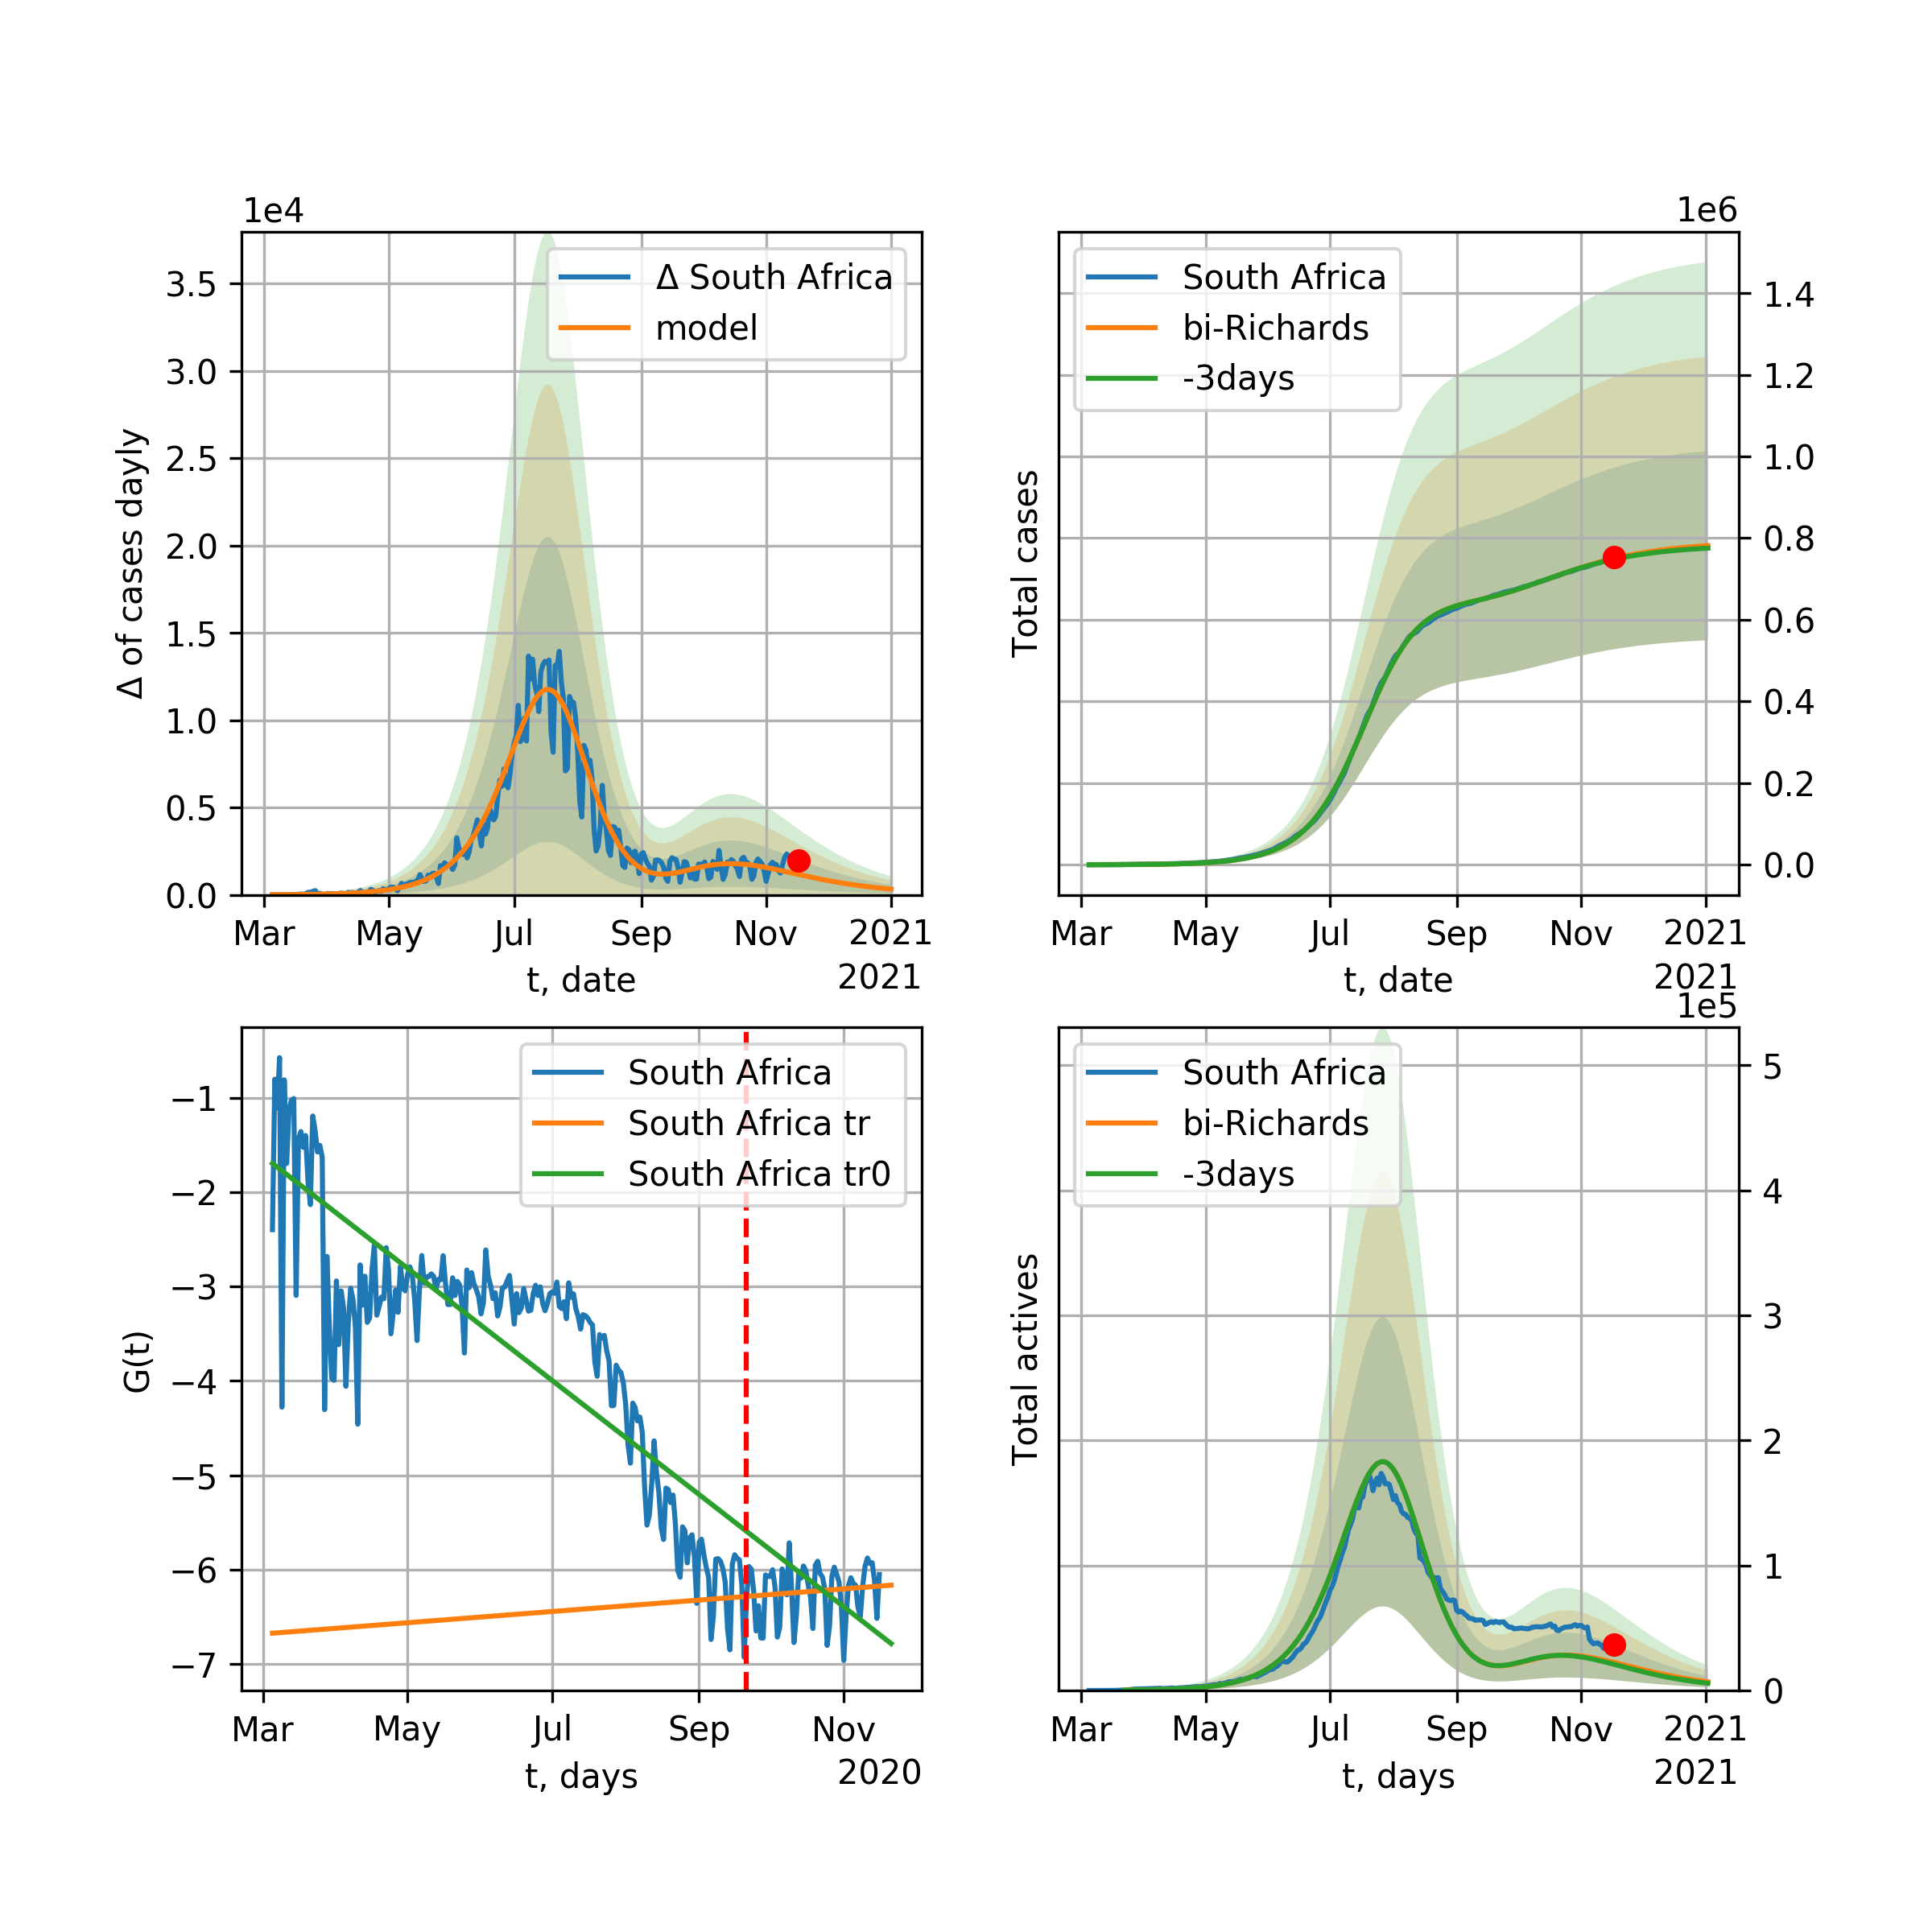 1e4
3.5
3.0
2.5
2.0
1.5
1.0
0.5
0.0
Δ of cases dayly
Δ South Africa
model
Mar May Jul Sep Nov 2021
t, date 2021
1e6
Total cases
South Africa
bi-Richards
-3days
1.4
1.2
1.0
0.8
0.6
0.4
0.2
0.0
Mar May Jul Sep Nov 2021
t, date 2021
−1
−2
−3
−4
−5
−6
−7
G(t)
South Africa
South Africa tr
South Africa tr0
Mar May Jul Sep Nov
t, days 2020
1e5
Total actives
South Africa
bi-Richards
-3days
5
4
3
2
1
0
Mar May Jul Sep Nov 2021
t, days 2021